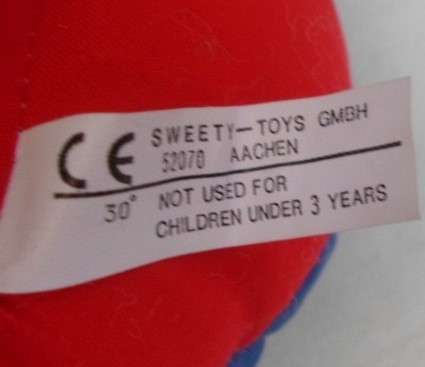 CE SWEETY-TOYS GMBH
52070 AACHEN
30° NOT USED FOR
CHILDREN UNDER 3 YEARS